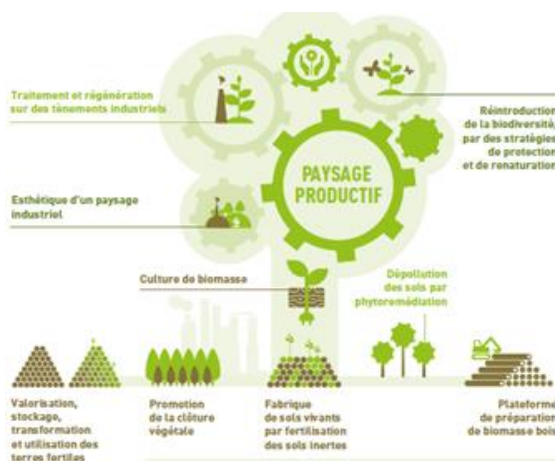 Traitement et régénération
sur des tènements industriels
PAYSAGE
PRODUCTIF
Réintroduction
de la biodiversité,
par des stratégies
de protection
et de renaturation
Esthétique d'un paysage
industriel
Culture de biomasse
Dépollution
des sols par
phytoremédiation
Valorisation,
stockage,
transformation
et utilisation des
terres fertiles
Promotion
de la clôture
végétale
Fabrique
de sols vivants
par fertilisation
des sols inertes
Plateforme
de préparation
de biomasse bois